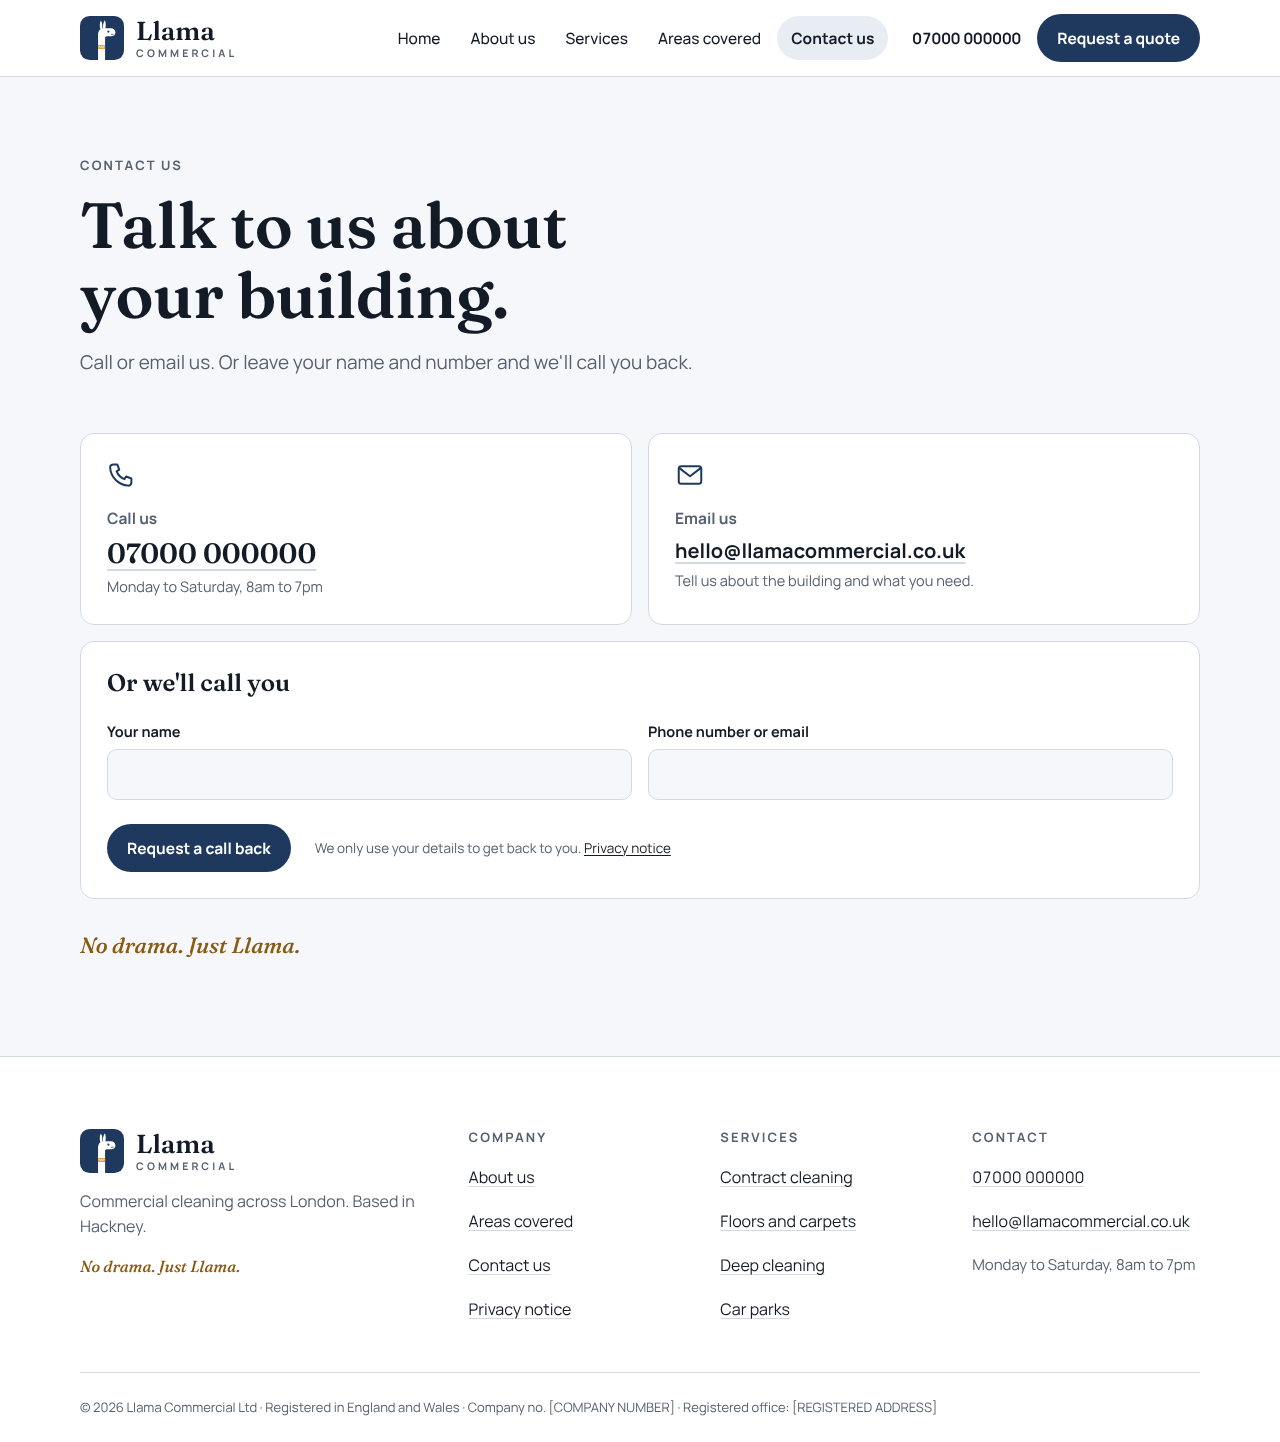 Llama
COMMERCIAL
Home
About us
Services
Areas covered
Contact us
07000 000000
Request a quote
CONTACT US
Talk to us about
your building.
Call or email us. Or leave your name and number and we'll call you back.
Call us
07000 000000
Monday to Saturday, 8am to 7pm
Email us
hello@llamacommercial.co.uk
Tell us about the building and what you need.
Or we'll call you
Your name
Phone number or email
Request a call back
We only use your details to get back to you. Privacy notice
No drama. Just Llama.
Llama
COMMERCIAL
Commercial cleaning across London. Based in
Hackney.
No drama. Just Llama.
COMPANY
About us
Areas covered
Contact us
Privacy notice
SERVICES
Contract cleaning
Floors and carpets
Deep cleaning
Car parks
CONTACT
07000 000000
hello@llamacommercial.co.uk
Monday to Saturday, 8am to 7pm
© 2026 Llama Commercial Ltd · Registered in England and Wales · Company no. [COMPANY NUMBER] · Registered office: [REGISTERED ADDRESS]